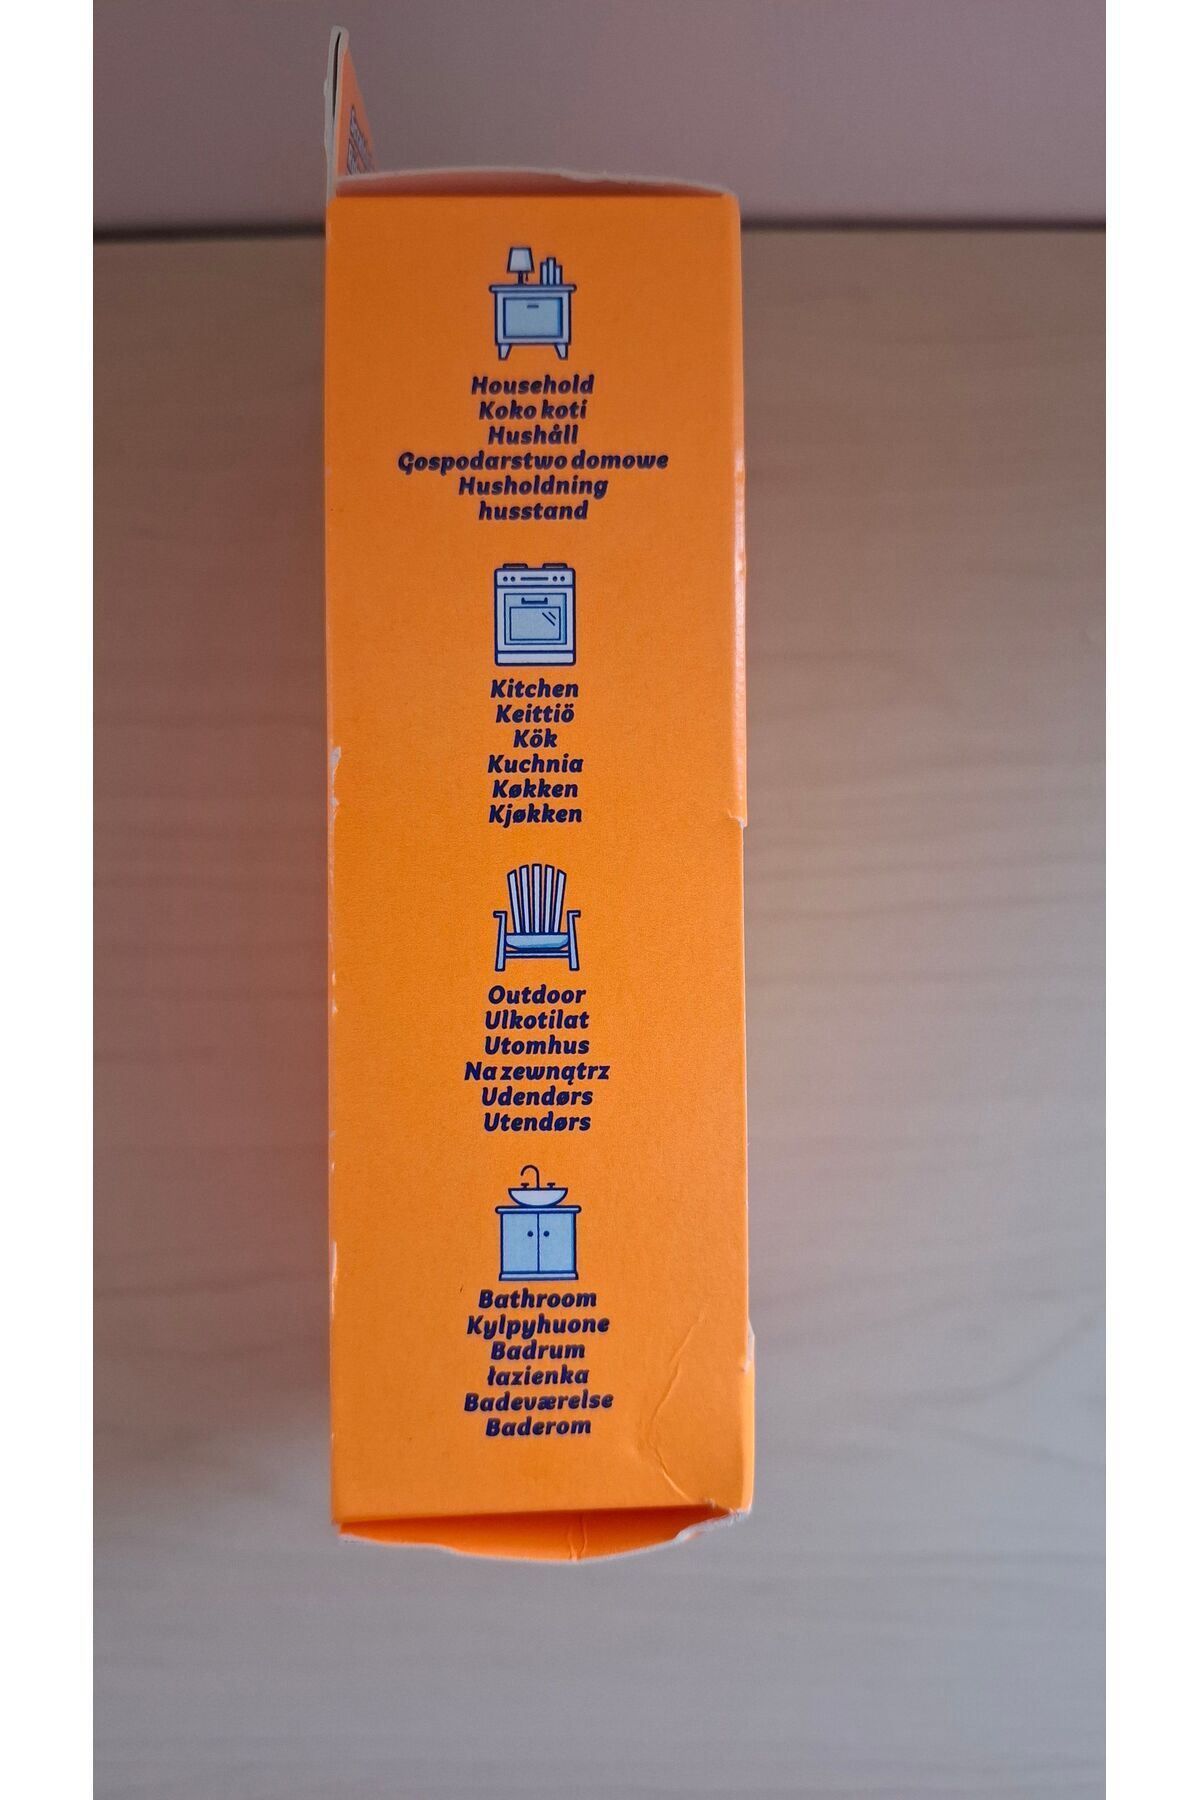 Household
Koko koti
Hushåll
Gospodarstwo domowe
Husholdning
husstand
Kitchen
Keittiö
Kök
Kuchnia
Køkken
Kjøkken
Outdoor
Ulkotilat
Utomhus
Na zewnątrz
Udendørs
Utendørs
Bathroom
Kylpyhuone
Badrum
łazienka
Badeværelse
Baderom